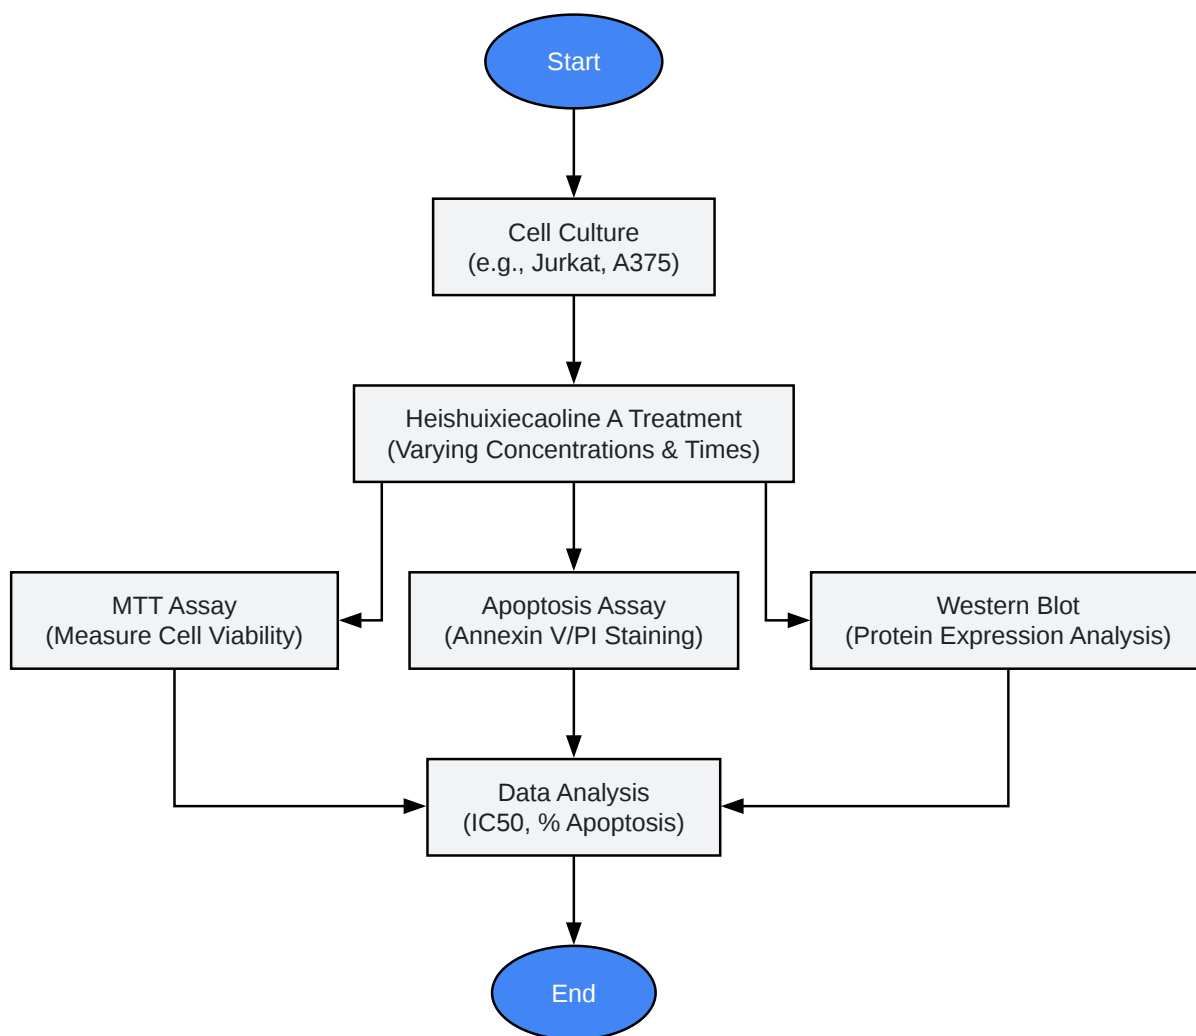 Start
Cell Culture
(e.g., Jurkat, A375)
Heishuixiecaoline A Treatment
(Varying Concentrations & Times)
MTT Assay
(Measure Cell Viability)
Apoptosis Assay
(Annexin V/PI Staining)
Western Blot
(Protein Expression Analysis)
Data Analysis
(IC50, % Apoptosis)
End